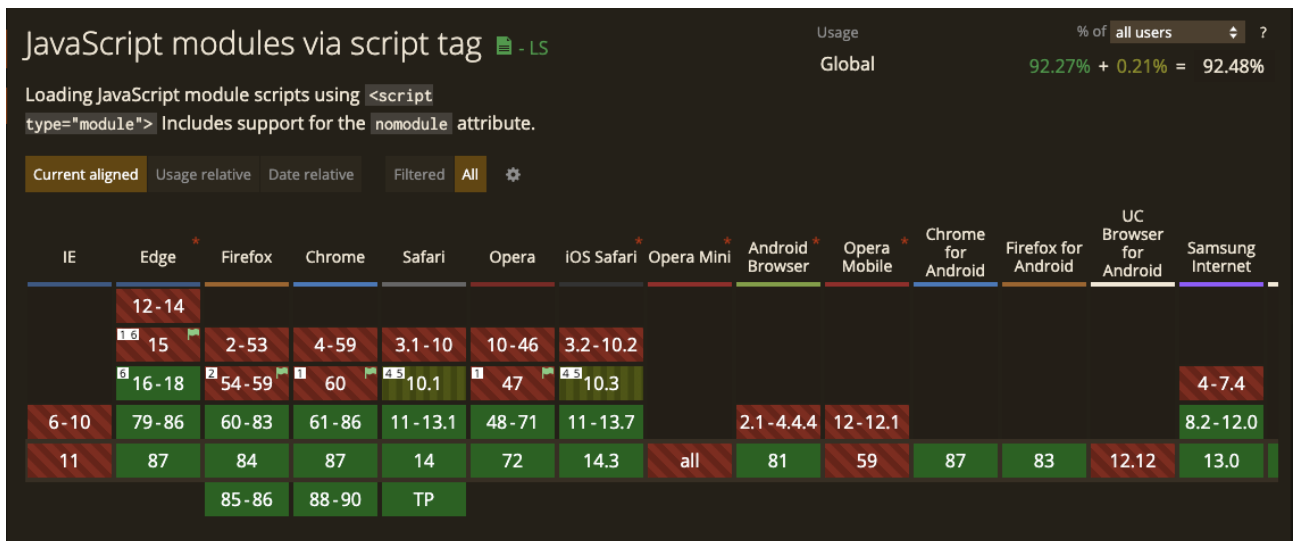 JavaScript modules via script tag - LS
Usage % of all users ?
Global 92.27% + 0.21% = 92.48%
Loading JavaScript module scripts using <script
type="module"> Includes support for the nomodule attribute.
Current aligned Usage relative Date relative Filtered All
IE Edge * Firefox Chrome Safari Opera iOS Safari * Opera Mini * Android Browser * Opera Mobile * Chrome for Android Firefox for Android UC Browser for Android Samsung Internet
12-14
1 6 15 2-53 4-59 3.1-10 10-46 3.2-10.2
6 16-18 2 54-59 1 60 4 5 10.1 1 47 4 5 10.3 4-7.4
6-10 79-86 60-83 61-86 11-13.1 48-71 11-13.7 2.1-4.4.4 12-12.1 8.2-12.0
11 87 84 87 14 72 14.3 all 81 59 87 83 12.12 13.0
85-86 88-90 TP